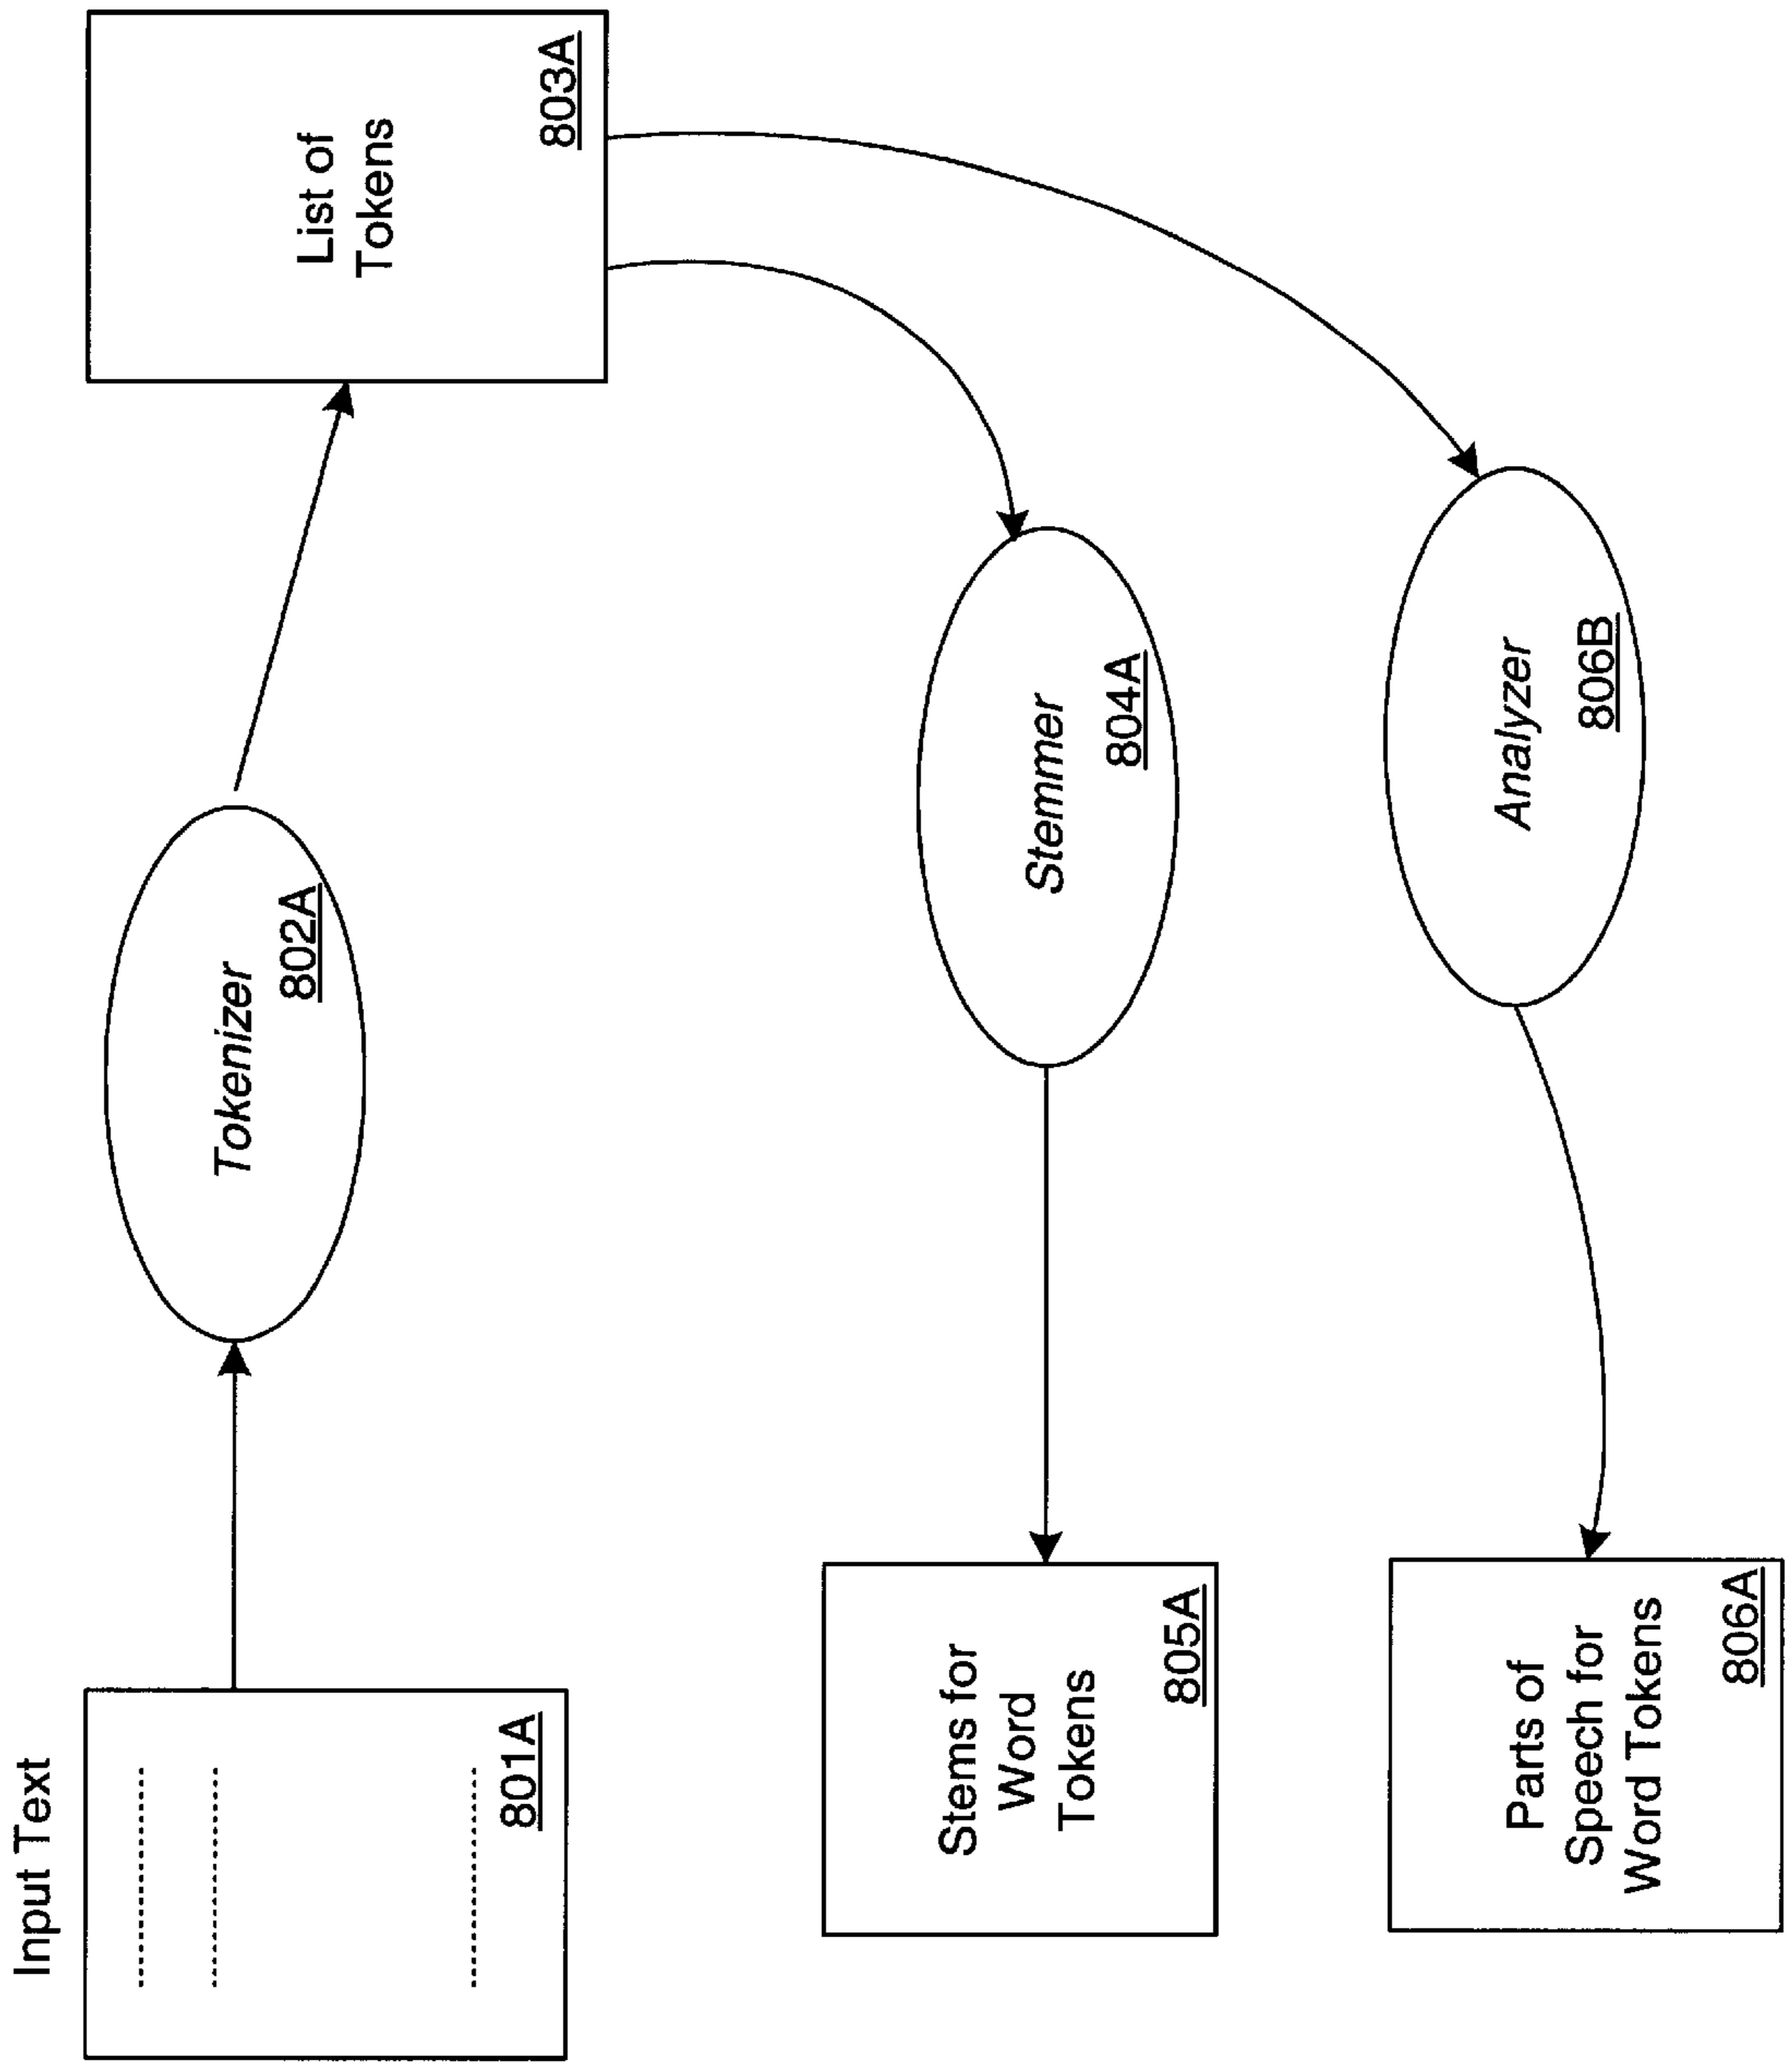 Input Text
801A
Tokenizer
802A
List of
Tokens
803A
Stemmer
804A
Stems for
Word
Tokens
805A
Analyzer
806B
Parts of
Speech for
Word Tokens
806A